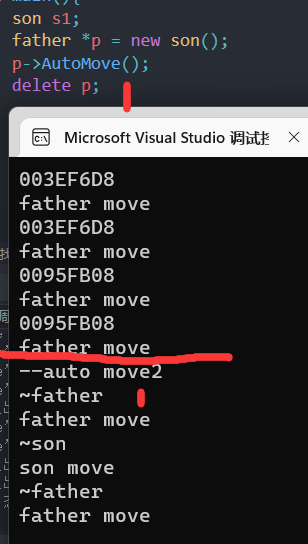 son s1;
father *p = new son();
p->AutoMove();
delete p;
Microsoft Visual Studio 调试
003EF6D8
father move
003EF6D8
father move
0095FB08
father move
0095FB08
father move
--auto move2
~father
father move
~son
son move
~father
father move